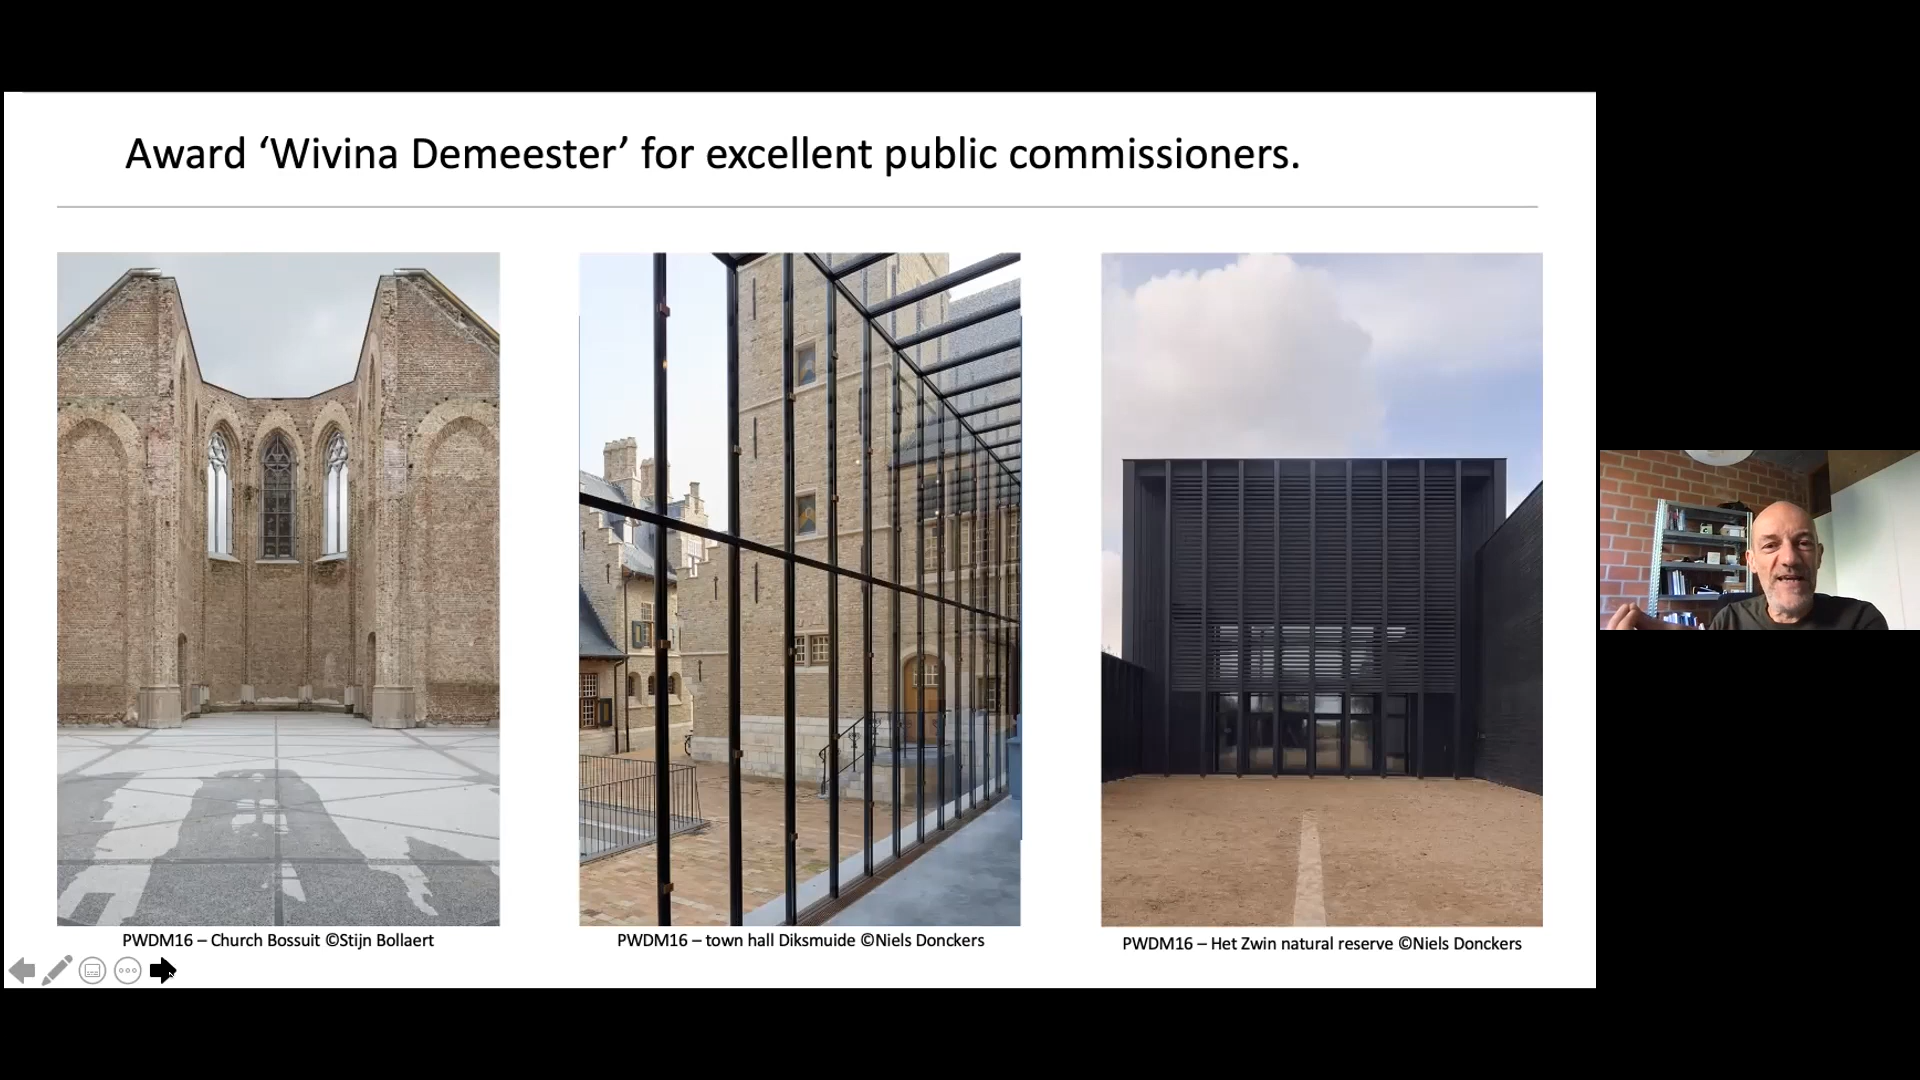 Award ‘Wivina Demeester’ for excellent public commissioners.
PWDM16 – Church Bossuit ©Stijn Bollaert
PWDM16 – town hall Diksmuide ©Niels Donckers
PWDM16 – Het Zwin natural reserve ©Niels Donckers